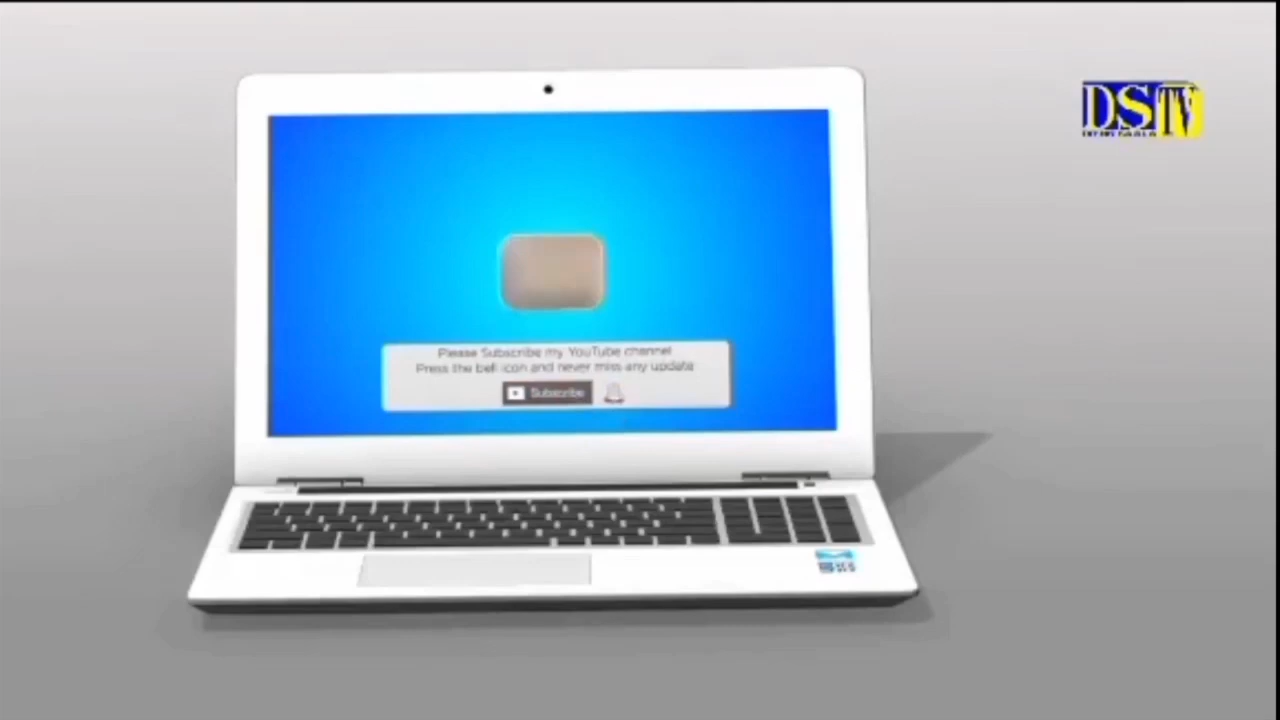 DSTV
Please Subscribe my YouTube channel
Press the bell icon and never miss any update
Subscribe